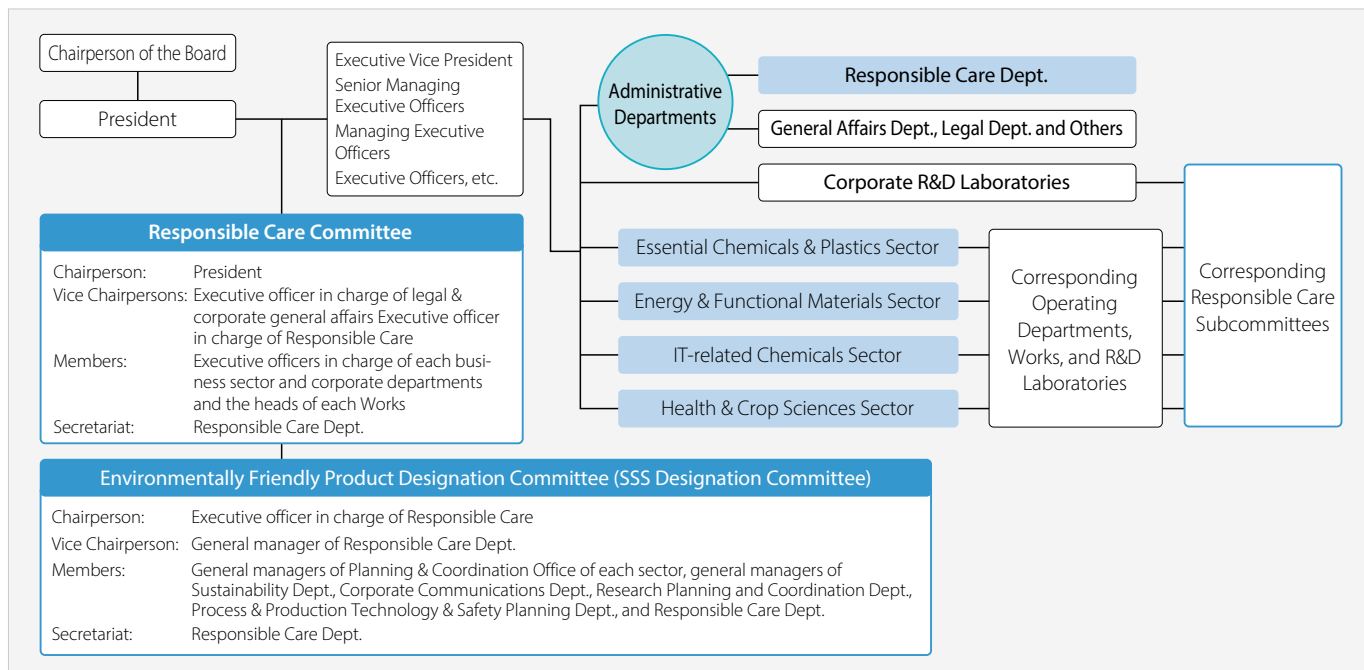 Chairperson of the Board
President
Executive Vice President
Senior Managing
Executive Officers
Managing Executive
Officers
Executive Officers, etc.
Administrative
Departments
Responsible Care Dept.
General Affairs Dept., Legal Dept. and Others
Corporate R&D Laboratories
Essential Chemicals & Plastics Sector
Energy & Functional Materials Sector
IT-related Chemicals Sector
Health & Crop Sciences Sector
Corresponding
Operating
Departments,
Works, and R&D
Laboratories
Corresponding
Responsible Care
Subcommittees
Responsible Care Committee
Chairperson: President
Vice Chairpersons: Executive officer in charge of legal &
corporate general affairs Executive officer
in charge of Responsible Care
Members: Executive officers in charge of each busi-
ness sector and corporate departments
and the heads of each Works
Secretariat: Responsible Care Dept.
Environmentally Friendly Product Designation Committee (SSS Designation Committee)
Chairperson: Executive officer in charge of Responsible Care
Vice Chairperson: General manager of Responsible Care Dept.
Members: General managers of Planning & Coordination Office of each sector, general managers of
Sustainability Dept., Corporate Communications Dept., Research Planning and Coordination Dept.,
Process & Production Technology & Safety Planning Dept., and Responsible Care Dept.
Secretariat: Responsible Care Dept.